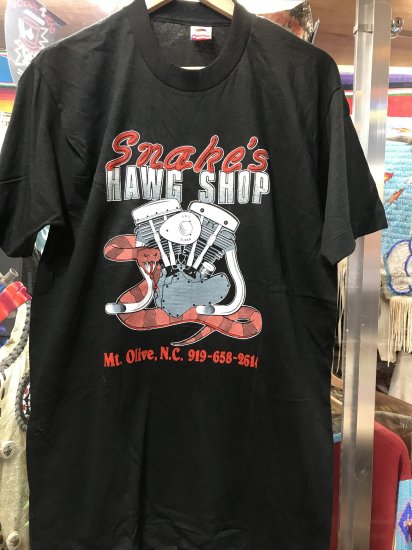 Snake's
HAWG SHOP
Mt. Olive, N.C. 919-658-2614